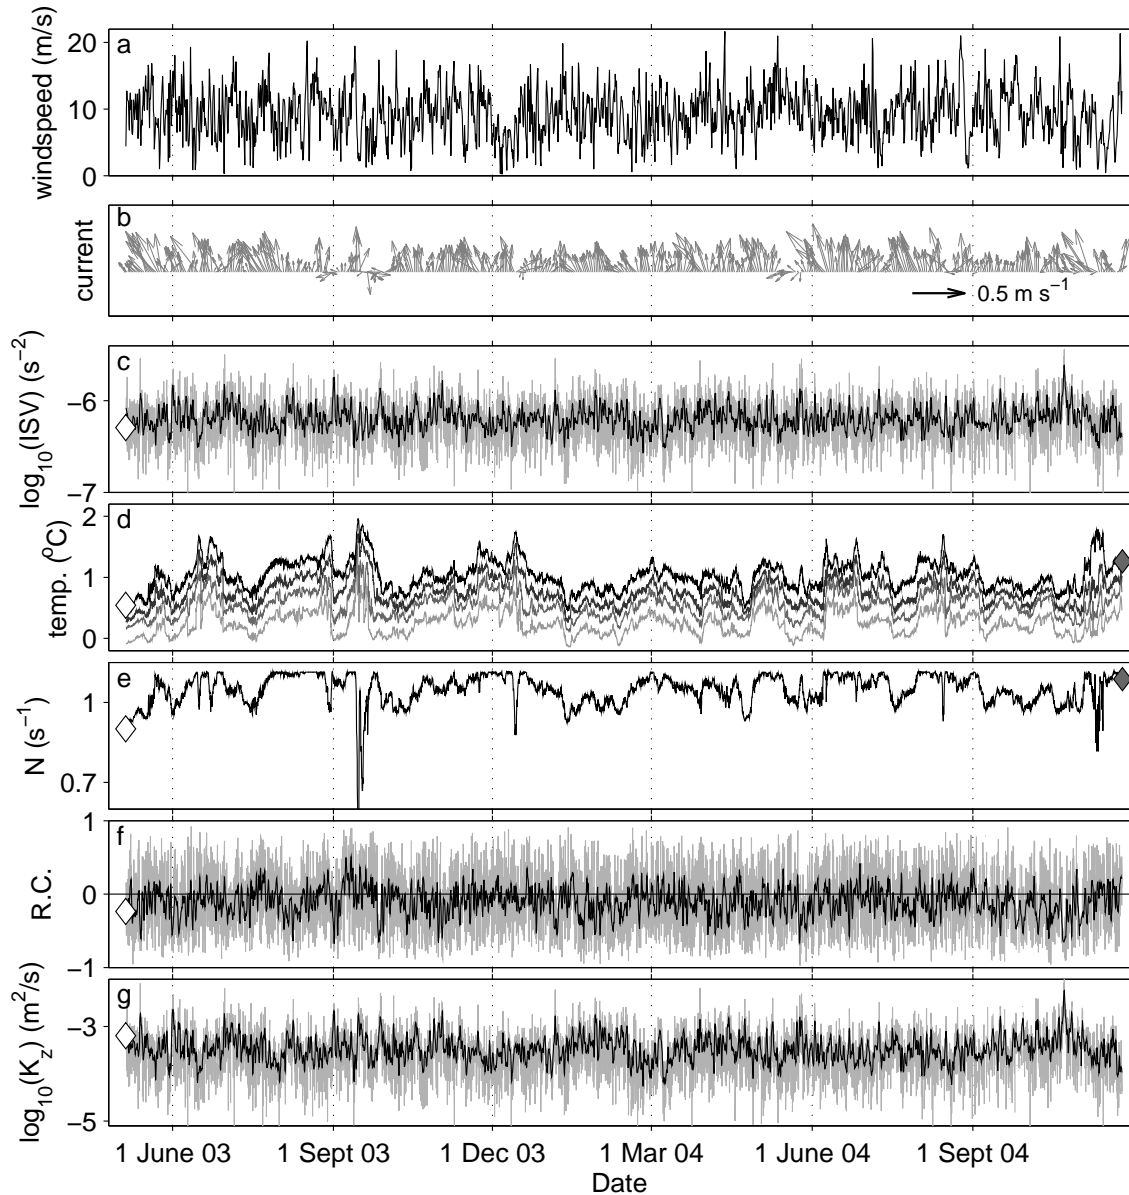 a
windspeed (m/s)
20
10
0
b
current
0.5 m s⁻¹
c
log₁₀(ISV) (s⁻²)
−6
−7
d
temp. (°C)
2
1
0
e
N (s⁻¹)
1
0.7
f
R.C.
1
0
−1
g
log₁₀(K_z) (m²/s)
−3
−5
1 June 03 1 Sept 03 1 Dec 03 1 Mar 04 1 June 04 1 Sept 04
Date